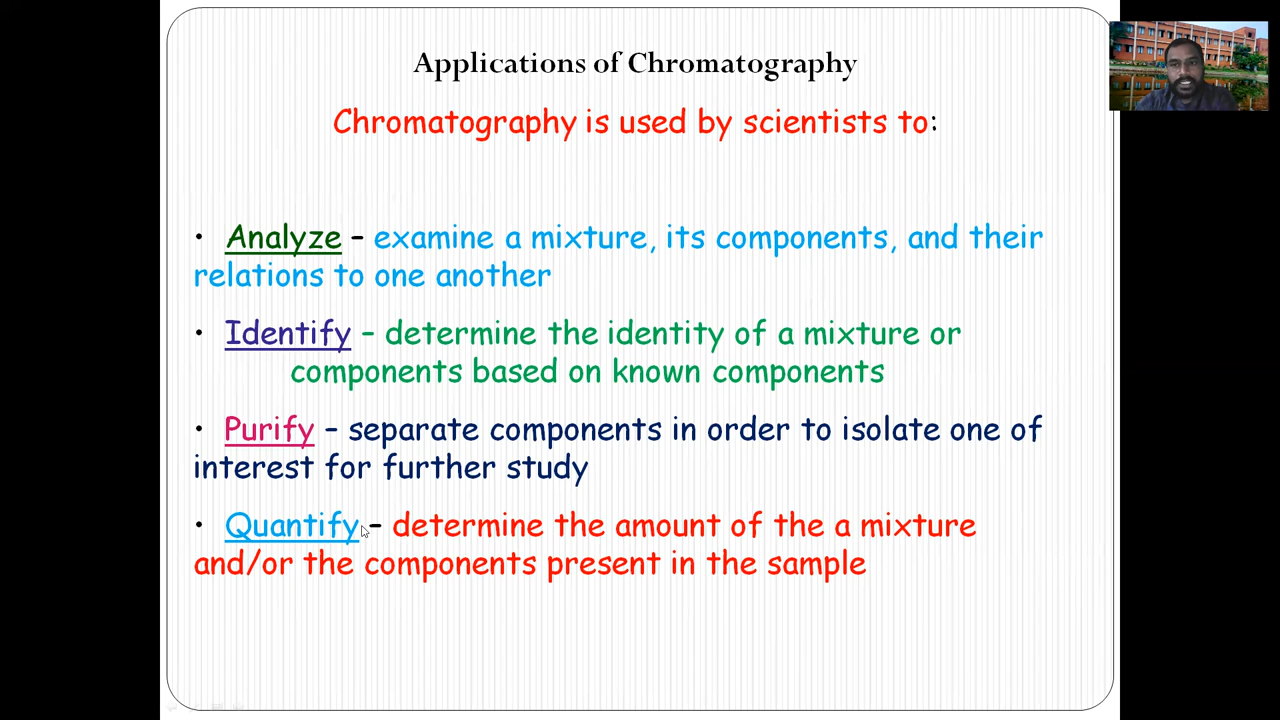 Applications of Chromatography
Chromatography is used by scientists to:
• Analyze – examine a mixture, its components, and their
relations to one another
• Identify – determine the identity of a mixture or
components based on known components
• Purify – separate components in order to isolate one of
interest for further study
• Quantify – determine the amount of the a mixture
and/or the components present in the sample